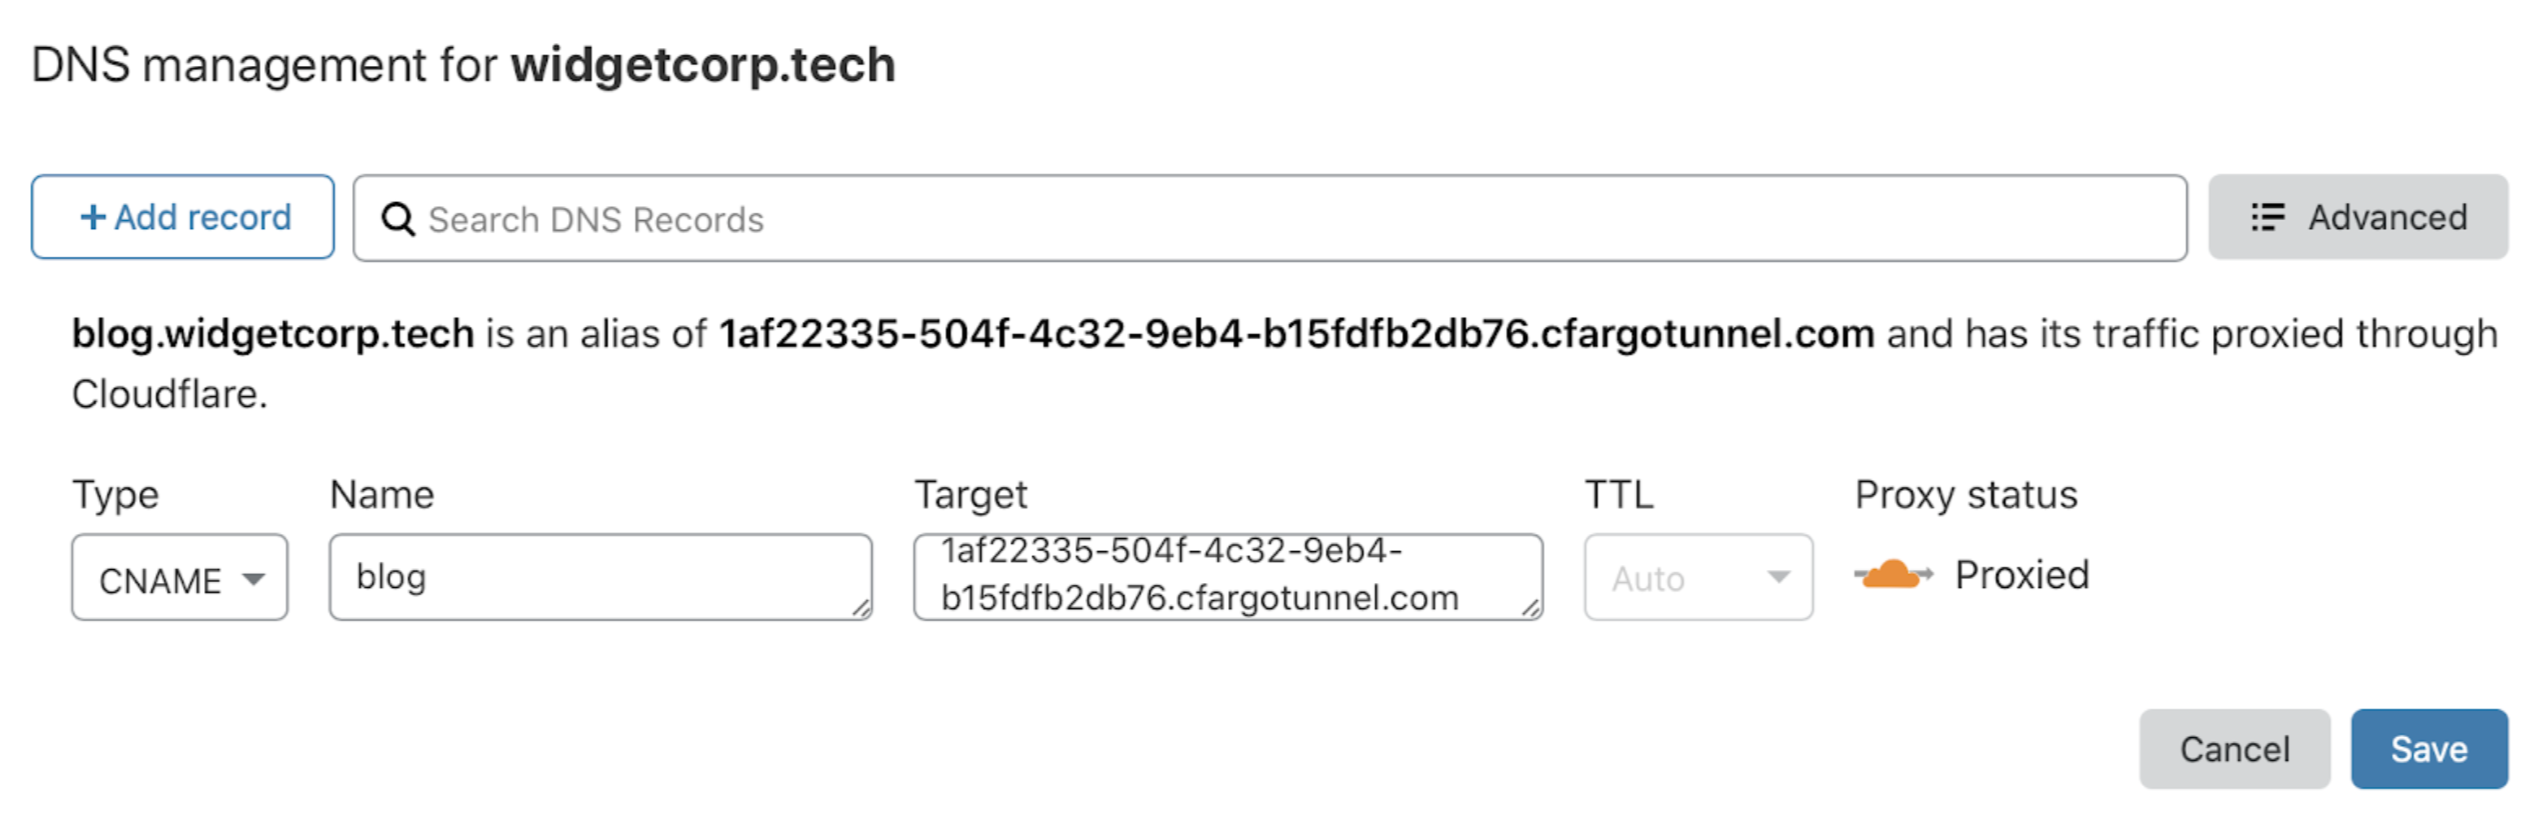 DNS management for widgetcorp.tech
+ Add record
Search DNS Records
Advanced
blog.widgetcorp.tech is an alias of 1af22335-504f-4c32-9eb4-b15fdfb2db76.cfargotunnel.com and has its traffic proxied through
Cloudflare.
Type
Name
Target
TTL
Proxy status
CNAME
blog
1af22335-504f-4c32-9eb4-
b15fdfb2db76.cfargotunnel.com
Auto
Proxied
Cancel
Save